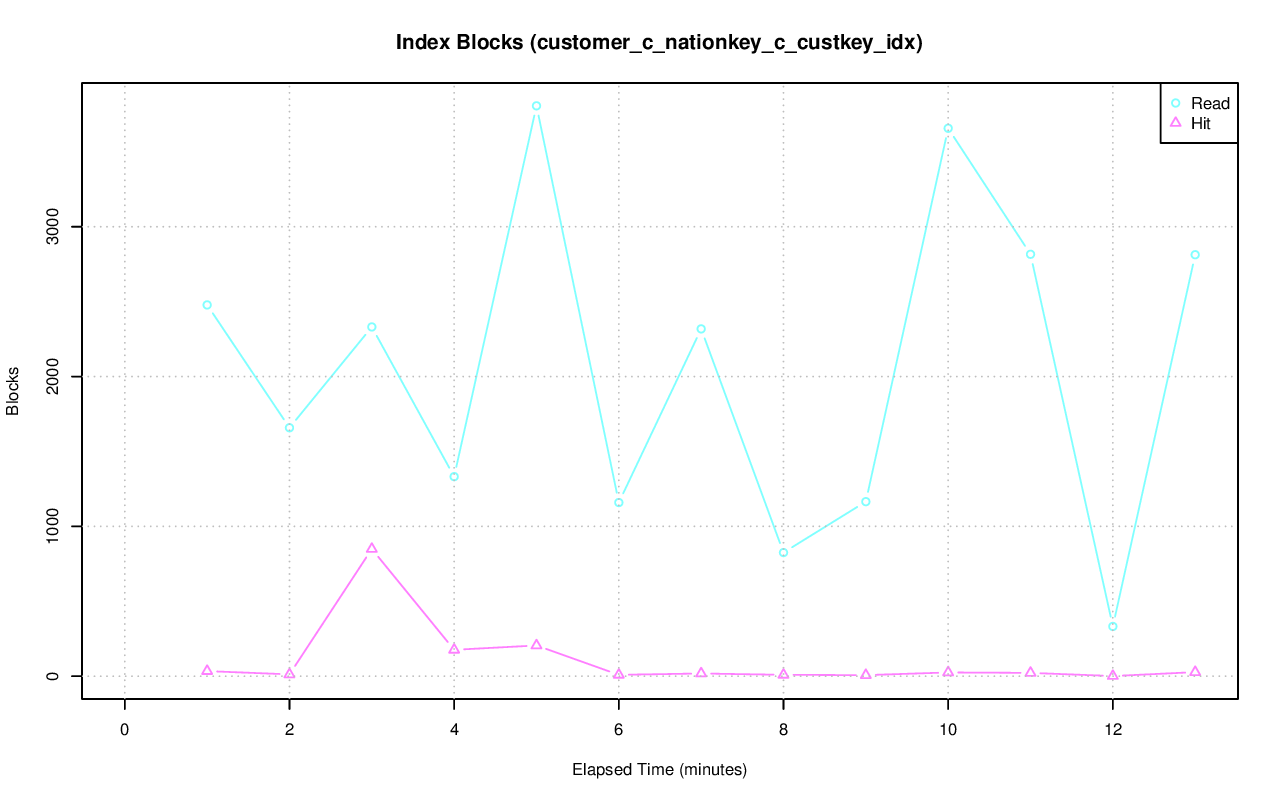 Index Blocks (customer_c_nationkey_c_custkey_idx)
Read
Hit
Blocks
3000
2000
1000
0
0 2 4 6 8 10 12
Elapsed Time (minutes)